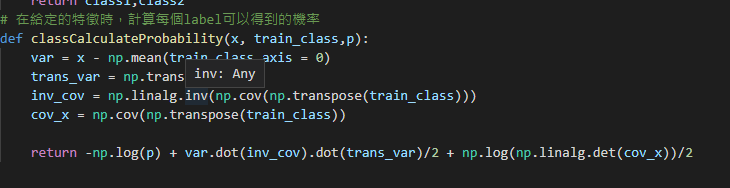 return class1,class2
# 在給定的特徵時，計算每個label可以得到的機率
def classCalculateProbability(x, train_class,p):
var = x - np.mean(train_class axis = 0)
trans_var = np.trans
inv: Any
inv_cov = np.linalg.inv(np.cov(np.transpose(train_class)))
cov_x = np.cov(np.transpose(train_class))
return -np.log(p) + var.dot(inv_cov).dot(trans_var)/2 + np.log(np.linalg.det(cov_x))/2